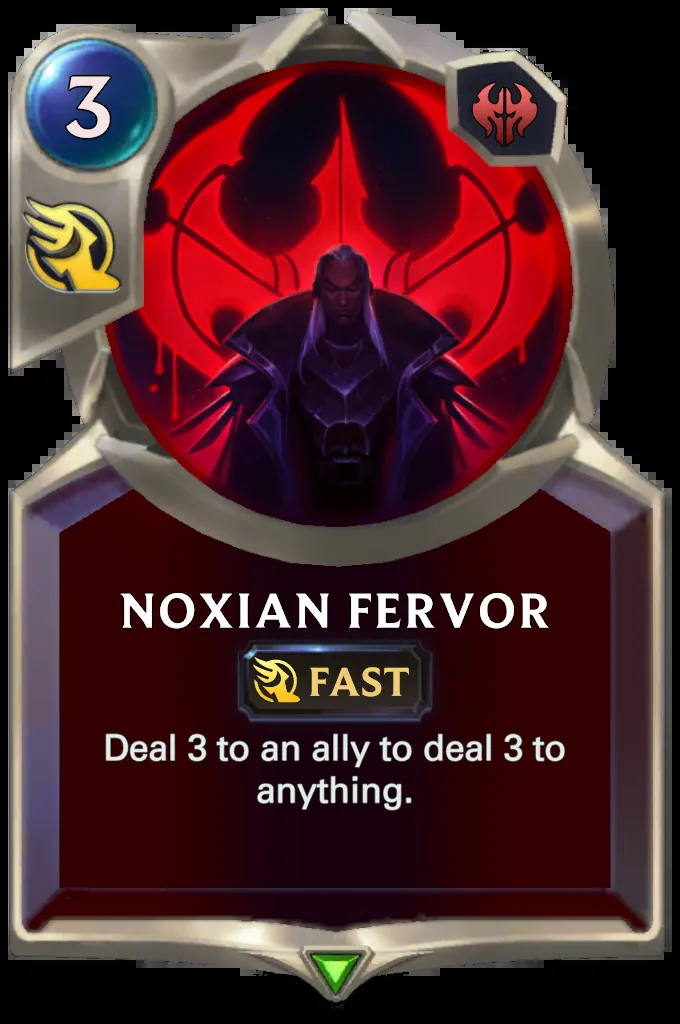 3
NOXIAN FERVOR
FAST
Deal 3 to an ally to deal 3 to
anything.